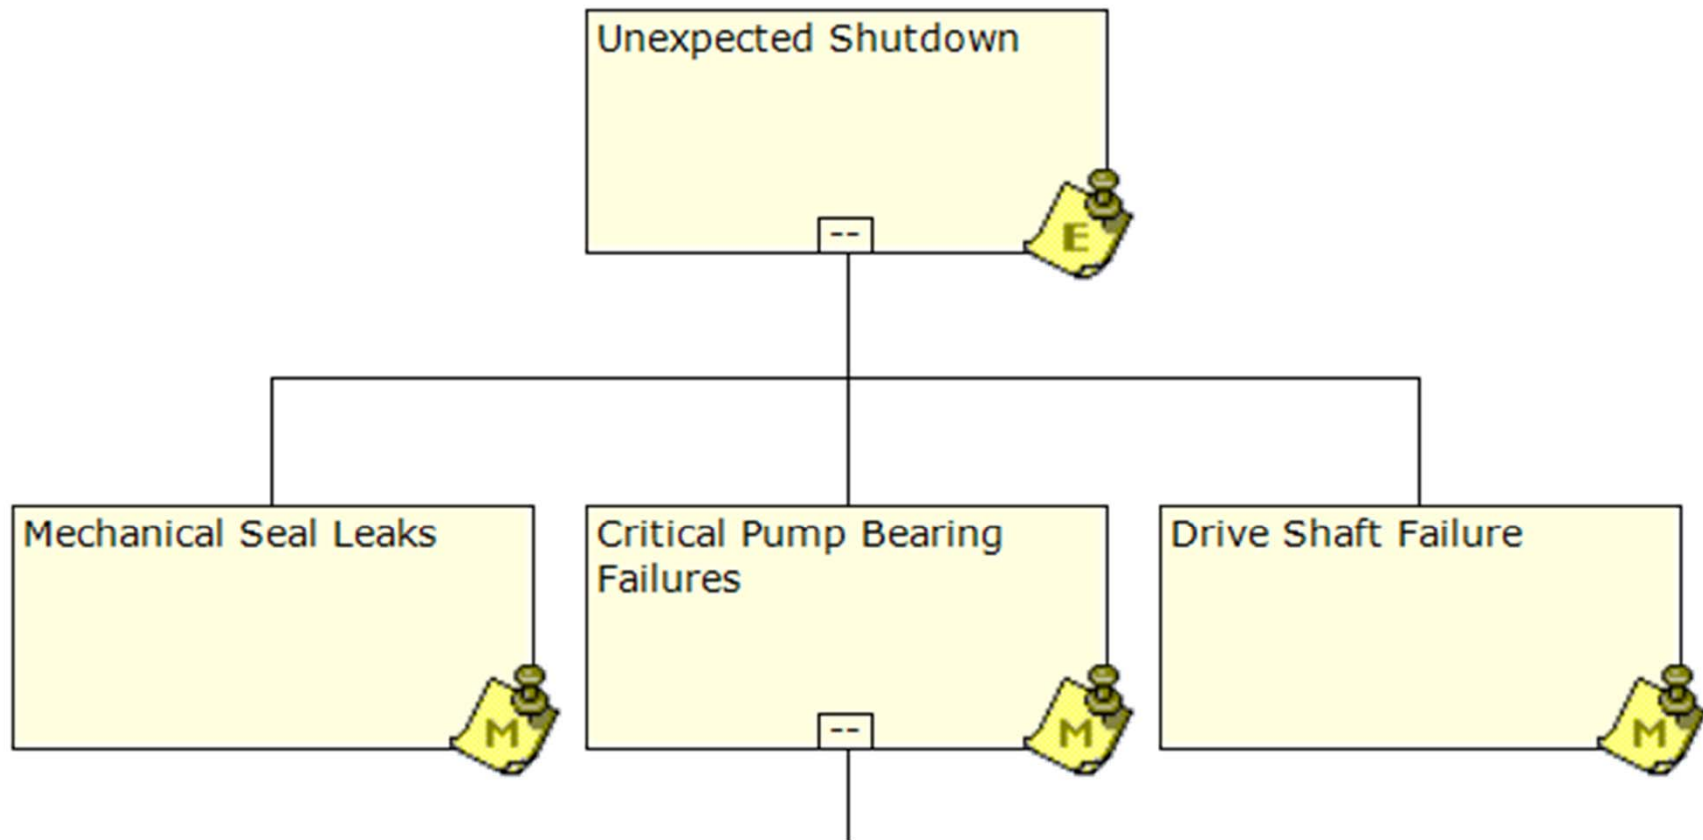 Unexpected Shutdown
--
E
Mechanical Seal Leaks
M
Critical Pump Bearing
Failures
--
M
Drive Shaft Failure
M